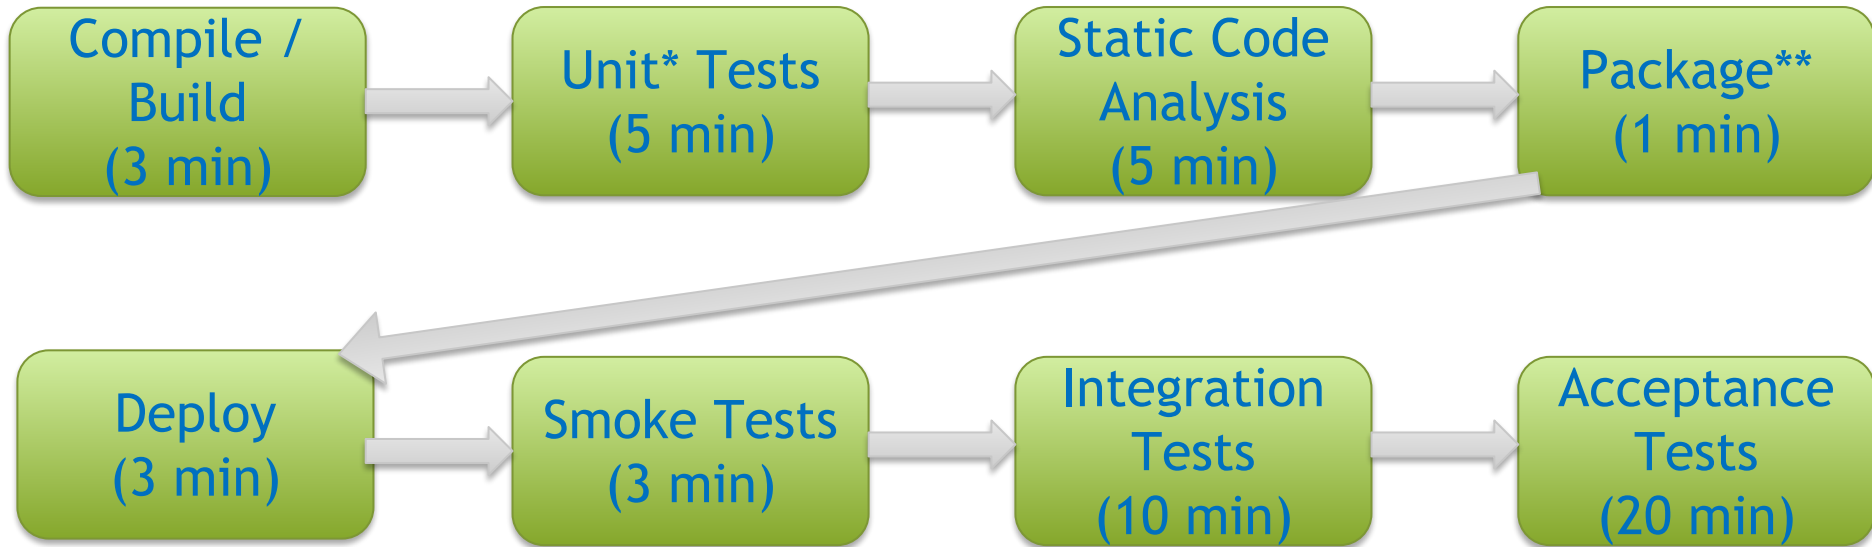 Compile /
Build
(3 min)
Unit* Tests
(5 min)
Static Code
Analysis
(5 min)
Package**
(1 min)
Deploy
(3 min)
Smoke Tests
(3 min)
Integration
Tests
(10 min)
Acceptance
Tests
(20 min)